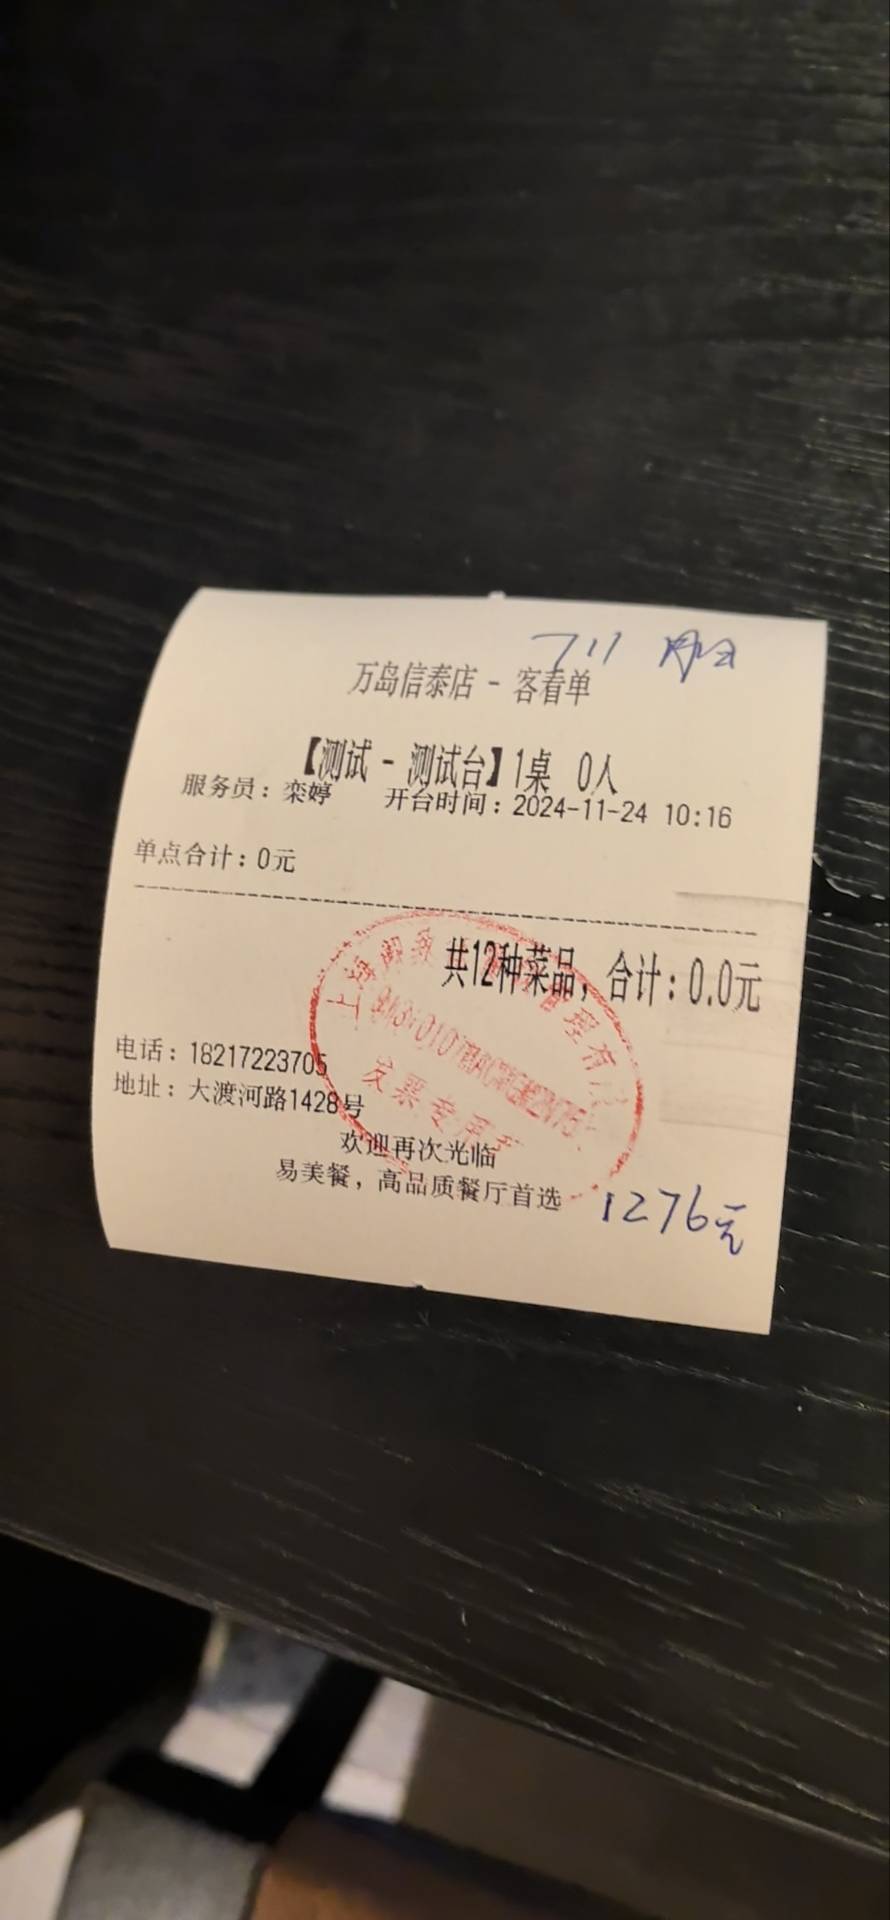 711
万岛信泰店 - 客看单
【测试 - 测试台】1桌 0人
服务员：栾婷 开台时间：2024-11-24 10:16
单点合计：0元
共12种菜品，合计：0.0元
电话：18217223705
地址：大渡河路1428号
发票专用
欢迎再次光临
易美餐，高品质餐厅首选
1276元